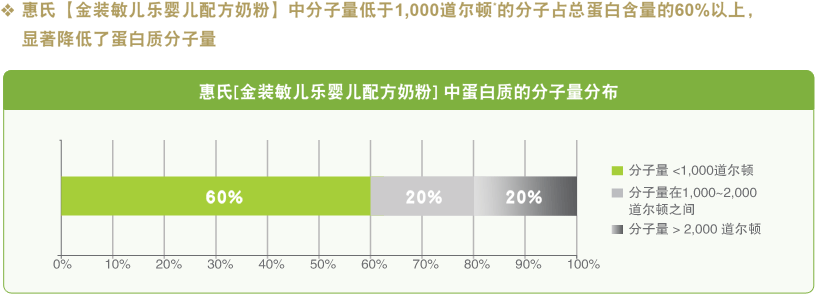 ❖ 惠氏【金装敏儿乐婴儿配方奶粉】中分子量低于1,000道尔顿*的分子占总蛋白含量的60%以上，
显著降低了蛋白质分子量
惠氏[金装敏儿乐婴儿配方奶粉] 中蛋白质的分子量分布
60% 20% 20%
0% 10% 20% 30% 40% 50% 60% 70% 80% 90% 100%
分子量 <1,000道尔顿
分子量在1,000~2,000
道尔顿之间
分子量 > 2,000 道尔顿